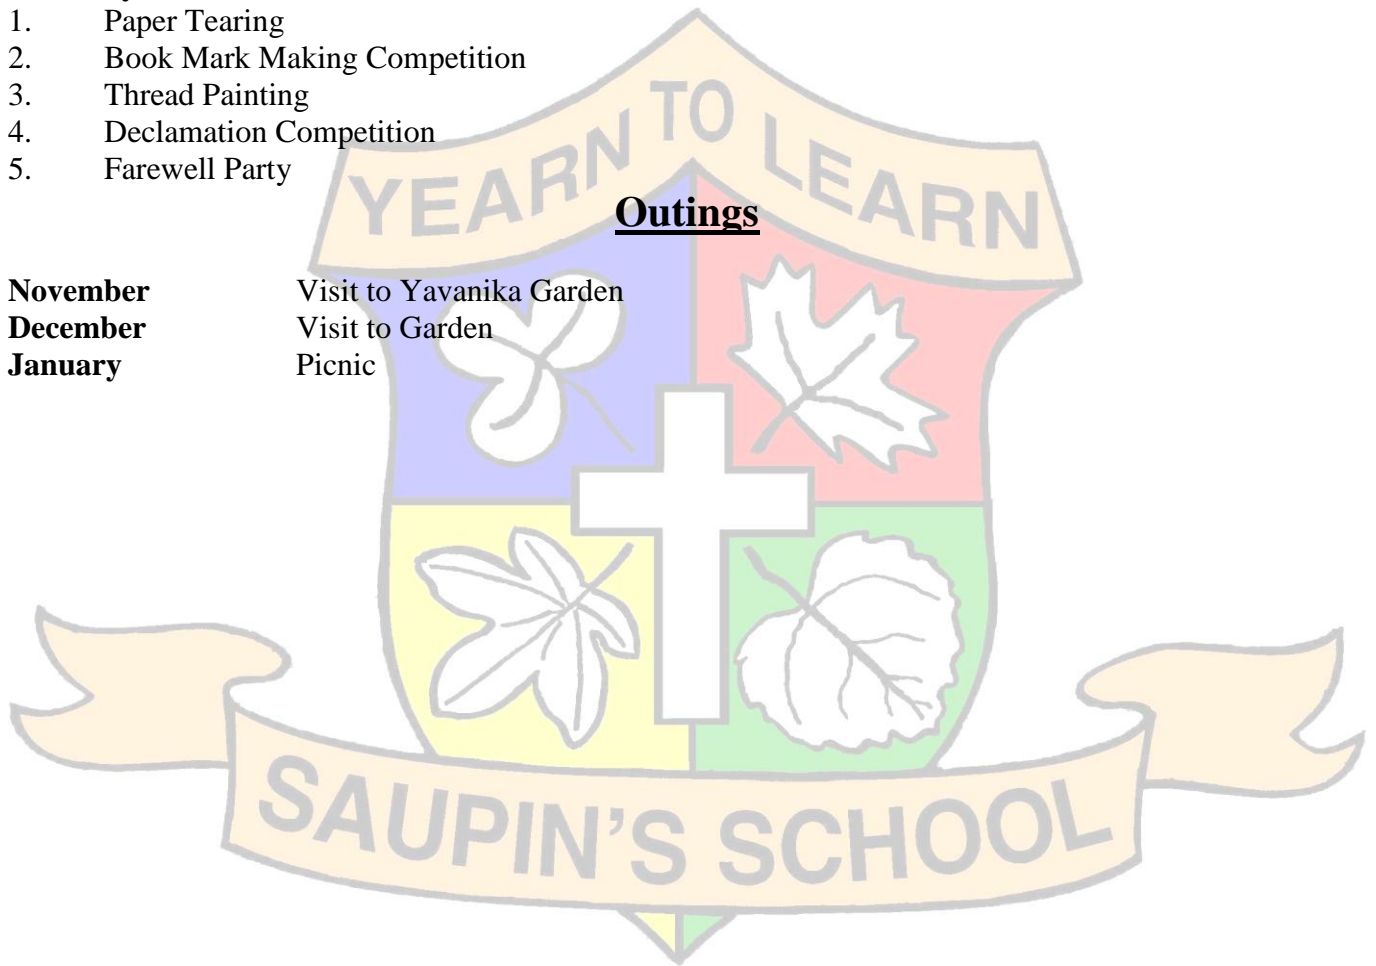 1. Paper Tearing
2. Book Mark Making Competition
3. Thread Painting
4. Declamation Competition
5. Farewell Party
YEARN TO LEARN
Outings
November Visit to Yavanika Garden
December Visit to Garden
January Picnic
SAUPIN'S SCHOOL